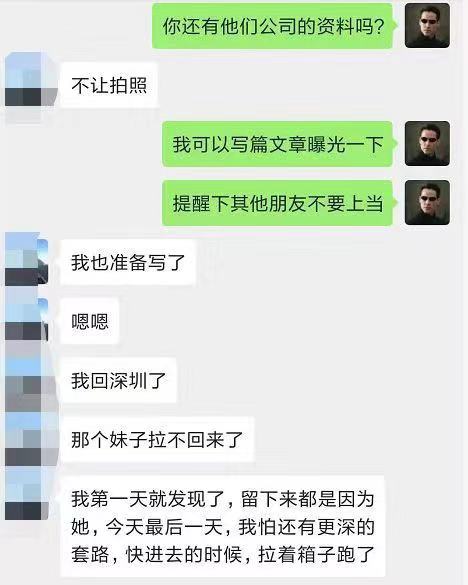 你还有他们公司的资料吗?
不让拍照
我可以写篇文章曝光一下
提醒下其他朋友不要上当
我也准备写了
嗯嗯
我回深圳了
那个妹子拉不回来了
我第一天就发现了,留下来都是因为
她,今天最后一天,我怕还有更深的
套路,快进去的时候,拉着箱子跑了